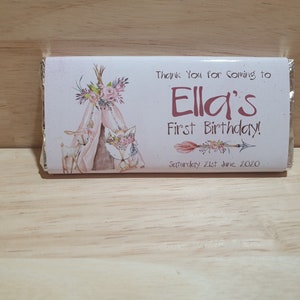 Thank You for Coming to
Ella's
First Birthday!
Saturday 21st June 2020